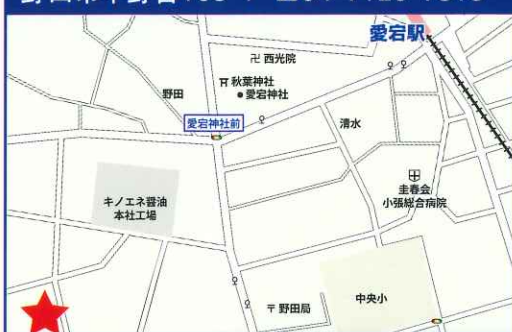 愛宕駅
卍 西光院
秋葉神社
● 愛宕神社
野田
愛宕神社前
清水
キノエネ醤油
本社工場
圭春会
小張総合病院
〒 野田局
中央小